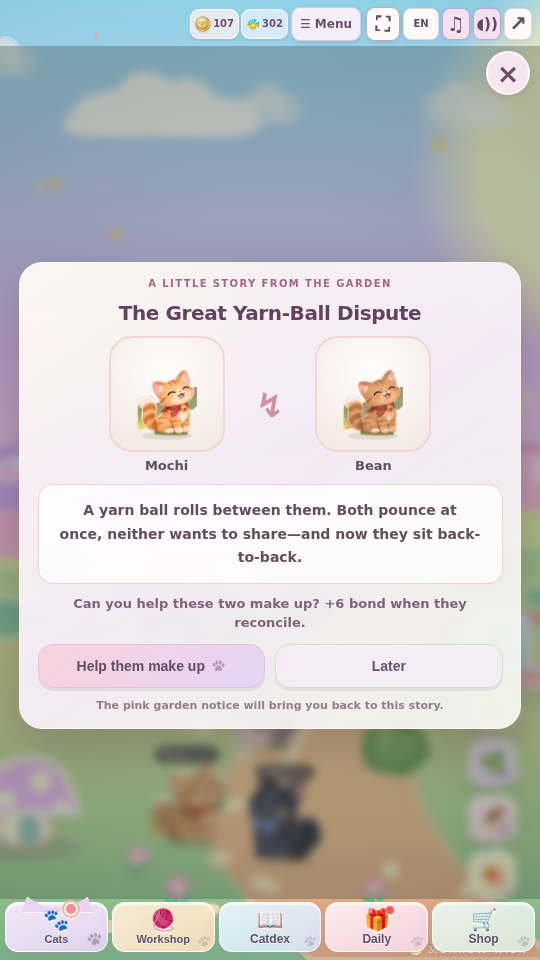 107
302
☰ Menu
EN
A LITTLE STORY FROM THE GARDEN
The Great Yarn-Ball Dispute
Mochi
Bean
A yarn ball rolls between them. Both pounce at
once, neither wants to share—and now they sit back-
to-back.
Can you help these two make up? +6 bond when they
reconcile.
Help them make up
Later
The pink garden notice will bring you back to this story.
Cats
Workshop
Catdex
Daily
Shop